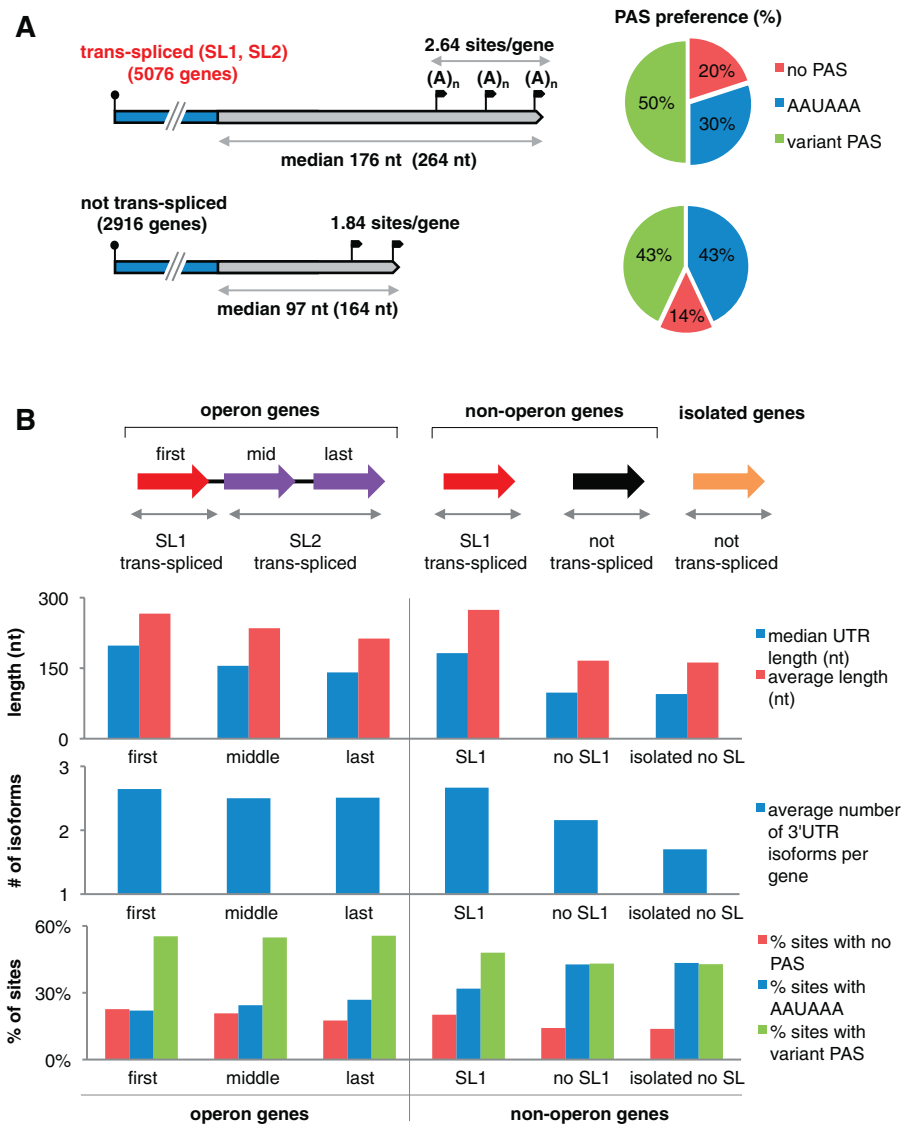 A
trans-spliced (SL1, SL2)
(5076 genes)
2.64 sites/gene
(A)n (A)n (A)n
median 176 nt (264 nt)
not trans-spliced
(2916 genes)
1.84 sites/gene
median 97 nt (164 nt)
PAS preference (%)
50%
20%
30%
no PAS
AAUAAA
variant PAS
43%
43%
14%
B
operon genes
non-operon genes
isolated genes
first
mid
last
SL1
trans-spliced
SL2
trans-spliced
SL1
trans-spliced
not
trans-spliced
not
trans-spliced
length (nt)
300
150
0
first
middle
last
SL1
no SL1
isolated no SL
median UTR
length (nt)
average length
(nt)
# of isoforms
3
2
1
first
middle
last
SL1
no SL1
isolated no SL
average number
of 3'UTR
isoforms per
gene
% of sites
60%
30%
0%
first
middle
last
SL1
no SL1
isolated no SL
% sites with no
PAS
% sites with
AAUAAA
% sites with
variant PAS
operon genes
non-operon genes